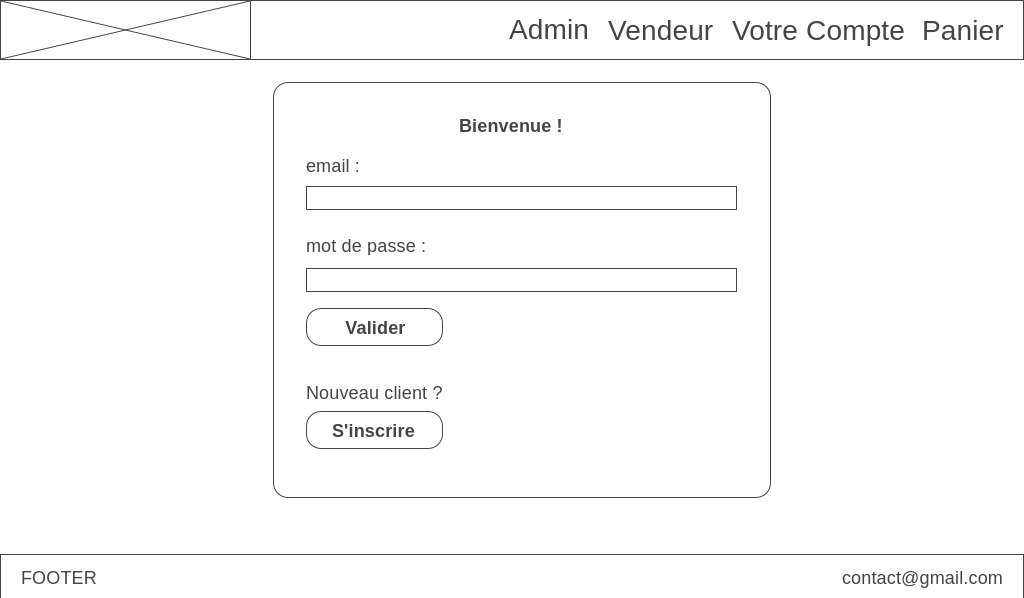 Admin Vendeur Votre Compte Panier
Bienvenue !
email :
mot de passe :
Valider
Nouveau client ?
S'inscrire
FOOTER contact@gmail.com